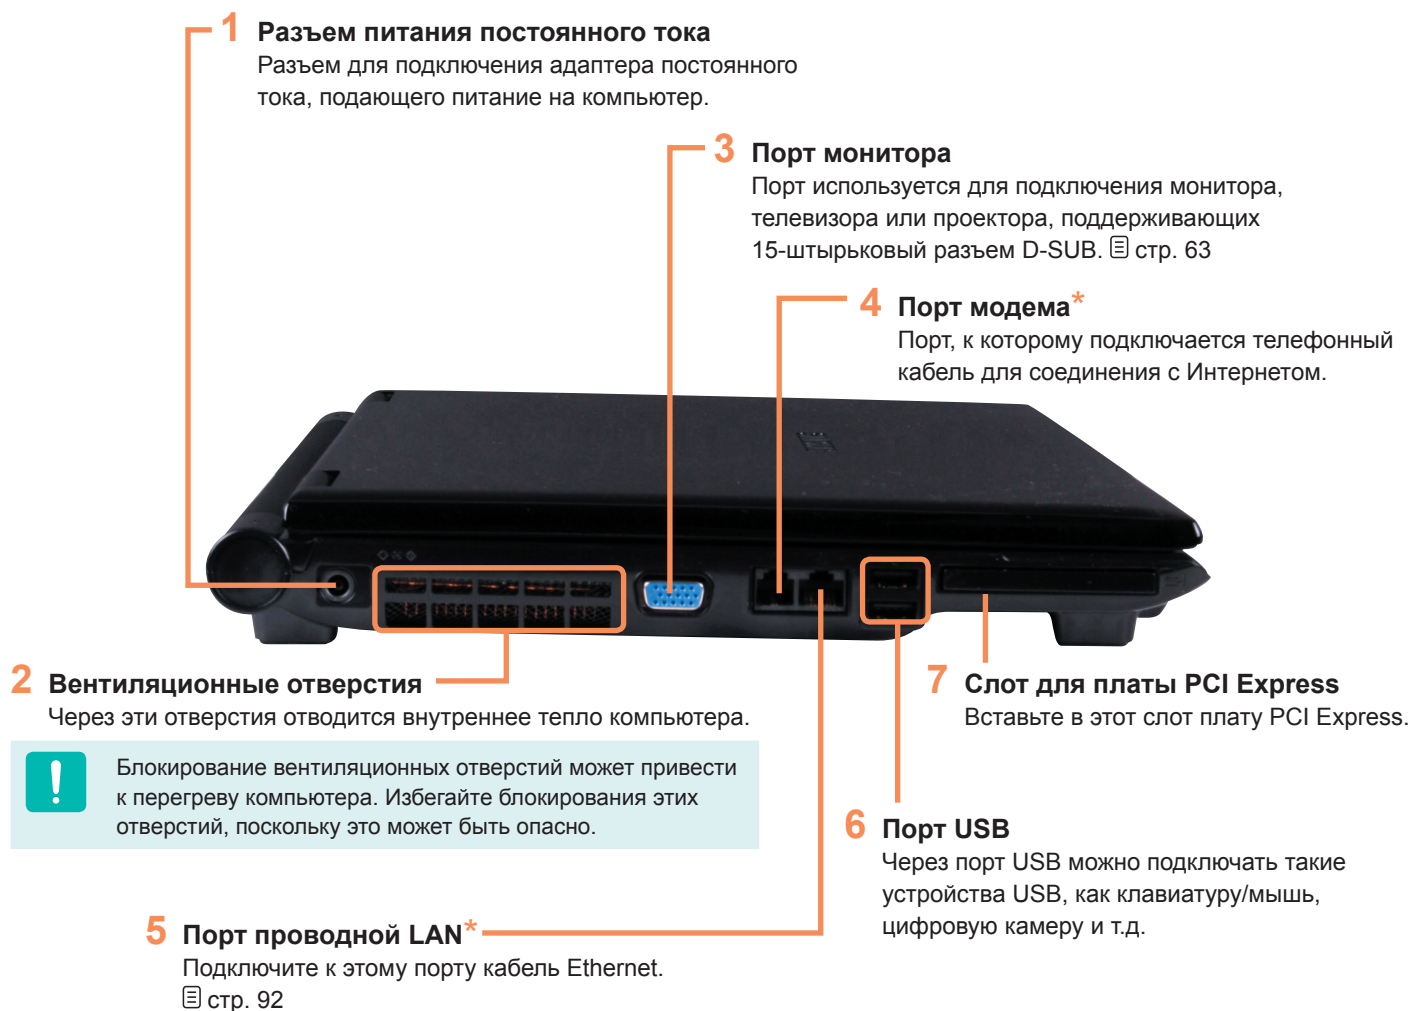 1 Разъем питания постоянного тока
Разъем для подключения адаптера постоянного
тока, подающего питание на компьютер.
3 Порт монитора
Порт используется для подключения монитора,
телевизора или проектора, поддерживающих
15-штырьковый разъем D-SUB. стр. 63
4 Порт модема*
Порт, к которому подключается телефонный
кабель для соединения с Интернетом.
2 Вентиляционные отверстия
Через эти отверстия отводится внутреннее тепло компьютера.
! Блокирование вентиляционных отверстий может привести
к перегреву компьютера. Избегайте блокирования этих
отверстий, поскольку это может быть опасно.
7 Слот для платы PCI Express
Вставьте в этот слот плату PCI Express.
6 Порт USB
Через порт USB можно подключать такие
устройства USB, как клавиатуру/мышь,
цифровую камеру и т.д.
5 Порт проводной LAN*
Подключите к этому порту кабель Ethernet.
стр. 92